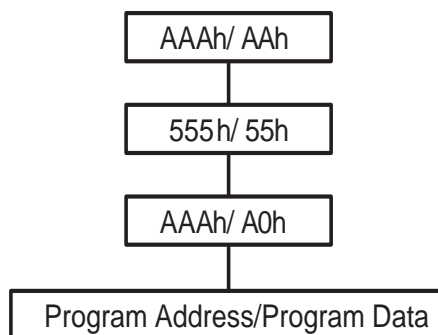 AAAh/ AAh
555h/ 55h
AAAh/ A0h
Program Address/Program Data